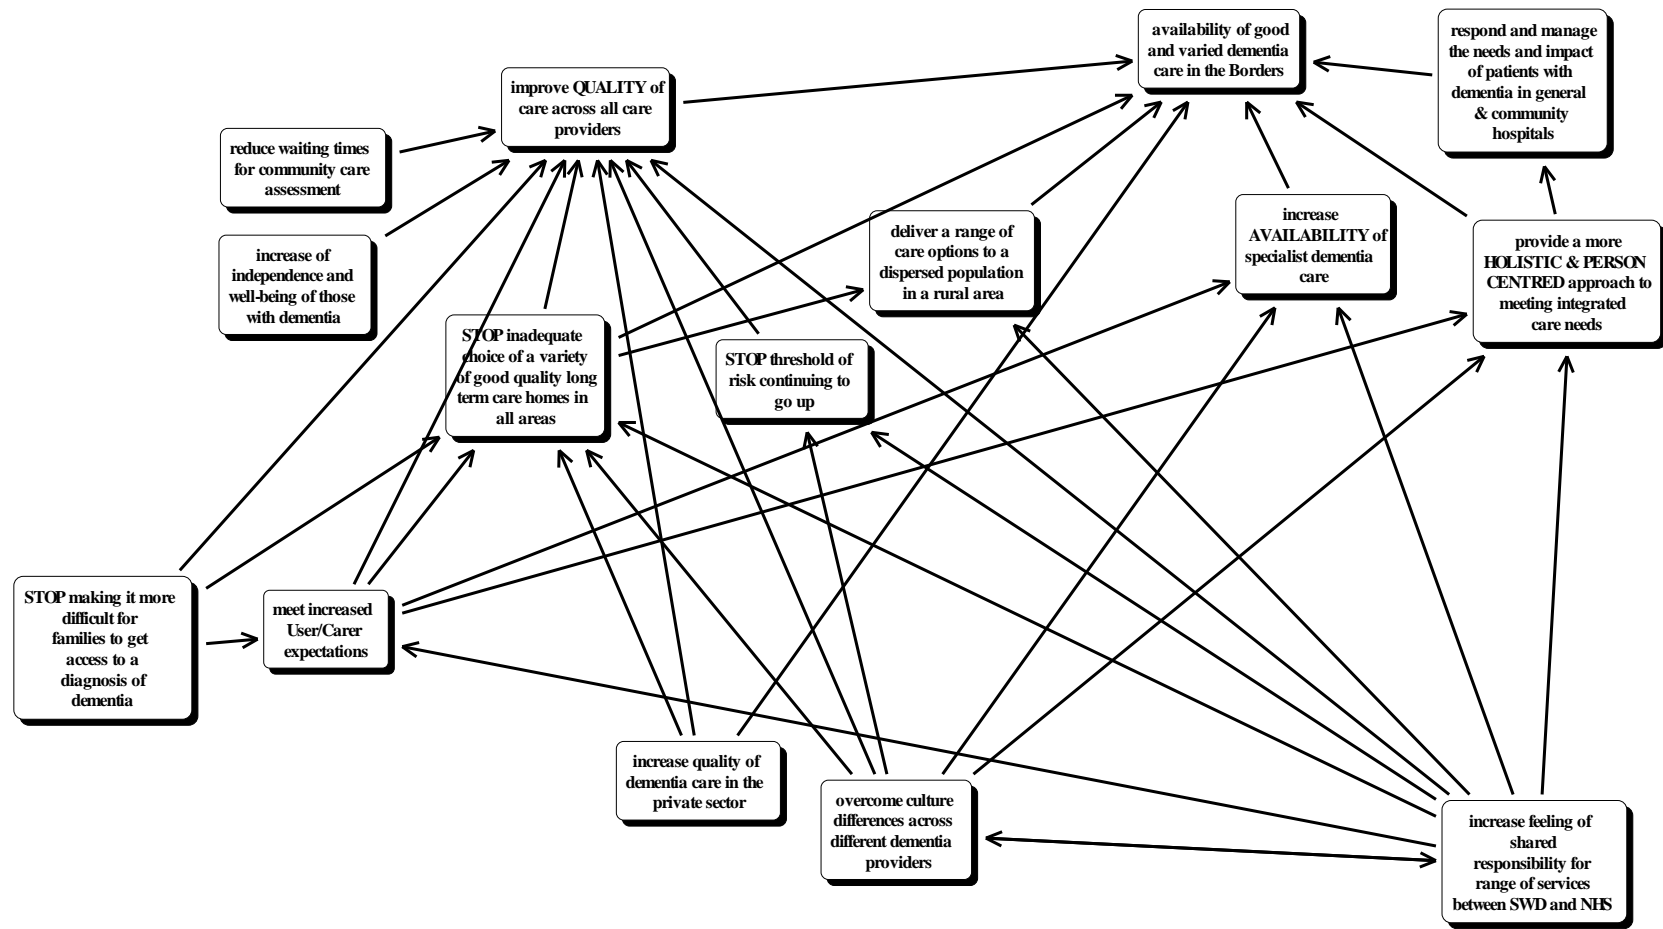 availability of good
and varied dementia
care in the Borders
respond and manage
the needs and impact
of patients with
dementia in general
& community
hospitals
improve QUALITY of
care across all care
providers
reduce waiting times
for community care
assessment
increase of
independence and
well-being of those
with dementia
deliver a range of
care options to a
dispersed population
in a rural area
increase
AVAILABILITY of
specialist dementia
care
provide a more
HOLISTIC & PERSON
CENTRED approach to
meeting integrated
care needs
STOP inadequate
choice of a variety
of good quality long
term care homes in
all areas
STOP threshold of
risk continuing to
go up
STOP making it more
difficult for
families to get
access to a
diagnosis of
dementia
meet increased
User/Carer
expectations
increase quality of
dementia care in the
private sector
overcome culture
differences across
different dementia
providers
increase feeling of
shared
responsibility for
range of services
between SWD and NHS